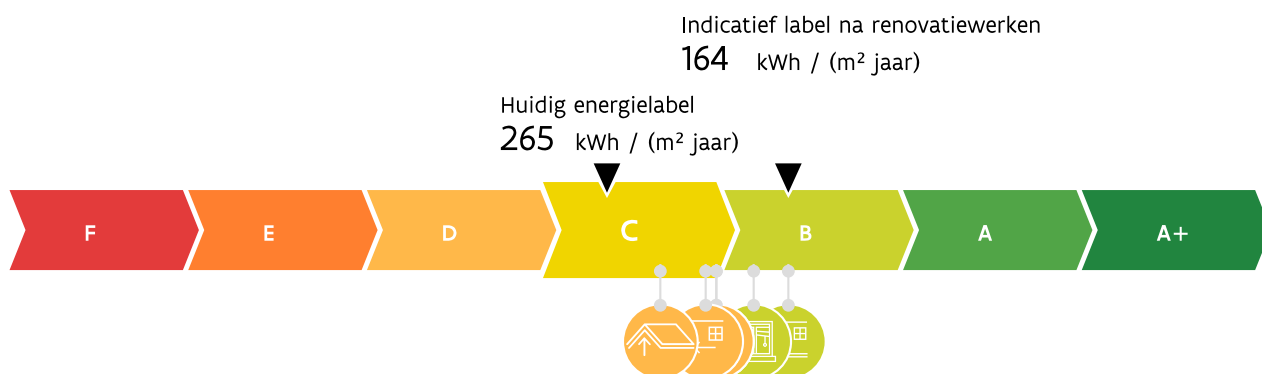 Indicatief label na renovatiewerken
164 kWh / (m² jaar)
Huidig energielabel
265 kWh / (m² jaar)
F E D C B A A+